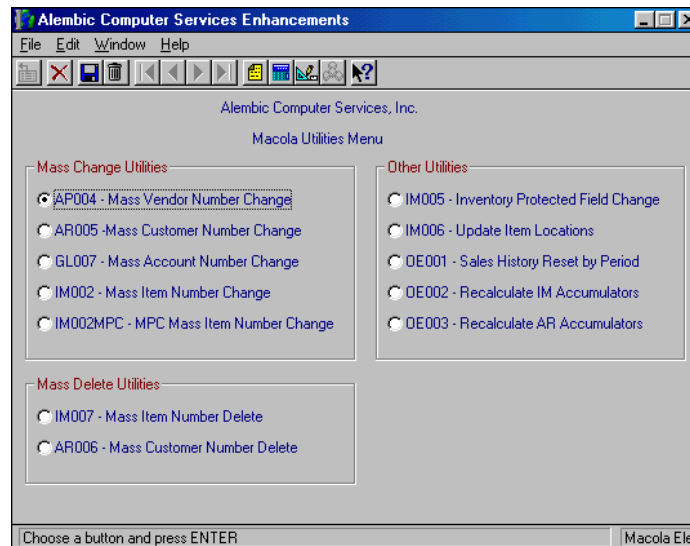 Alembic Computer Services Enhancements
File Edit Window Help
Alembic Computer Services, Inc.
Macola Utilities Menu
Mass Change Utilities
AP004 - Mass Vendor Number Change
AR005 -Mass Customer Number Change
GL007 - Mass Account Number Change
IM002 - Mass Item Number Change
IM002MPC - MPC Mass Item Number Change
Other Utilities
IM005 - Inventory Protected Field Change
IM006 - Update Item Locations
OE001 - Sales History Reset by Period
OE002 - Recalculate IM Accumulators
OE003 - Recalculate AR Accumulators
Mass Delete Utilities
IM007 - Mass Item Number Delete
AR006 - Mass Customer Number Delete
Choose a button and press ENTER
Macola Ele